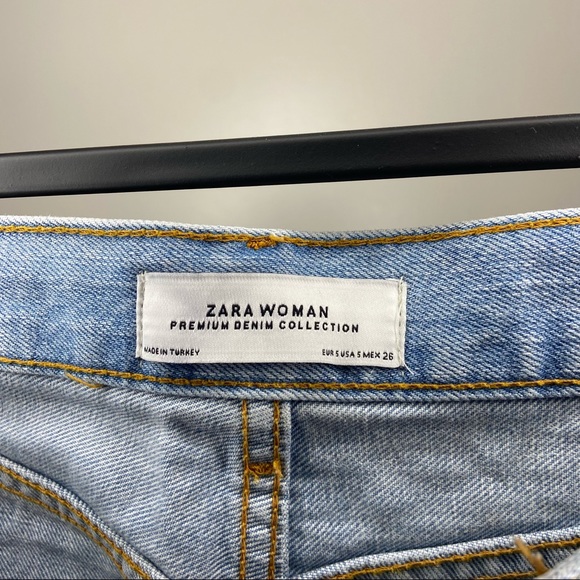 ZARA WOMAN
PREMIUM DENIM COLLECTION
MADE IN TURKEY
EUR S USA S MEX 26